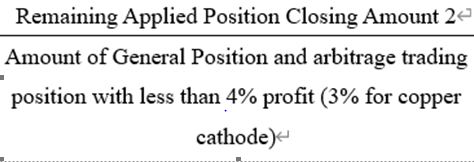 Remaining Applied Position Closing Amount 2
Amount of General Position and arbitrage trading
position with less than 4% profit (3% for copper
cathode)